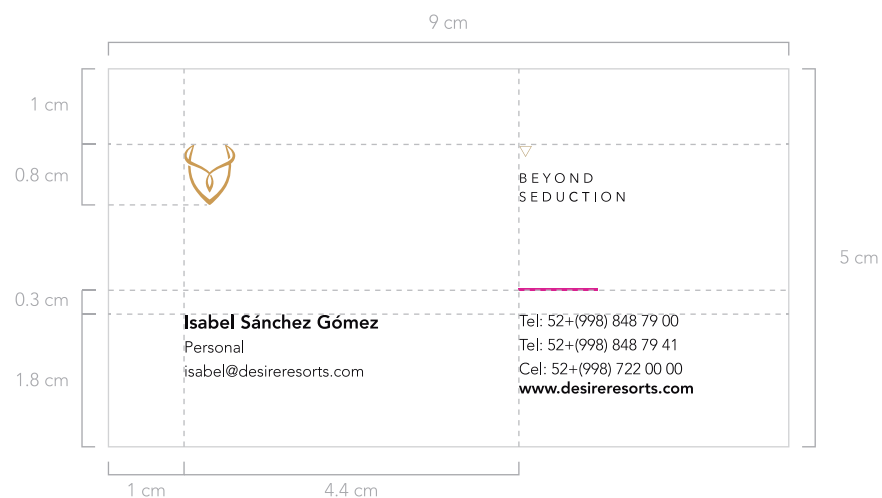 9 cm
1 cm
0.8 cm
BEYOND
SEDUCTION
5 cm
0.3 cm
Isabel Sánchez Gómez
Personal
isabel@desireresorts.com
Tel: 52+(998) 848 79 00
Tel: 52+(998) 848 79 41
Cel: 52+(998) 722 00 00
www.desireresorts.com
1.8 cm
1 cm
4.4 cm